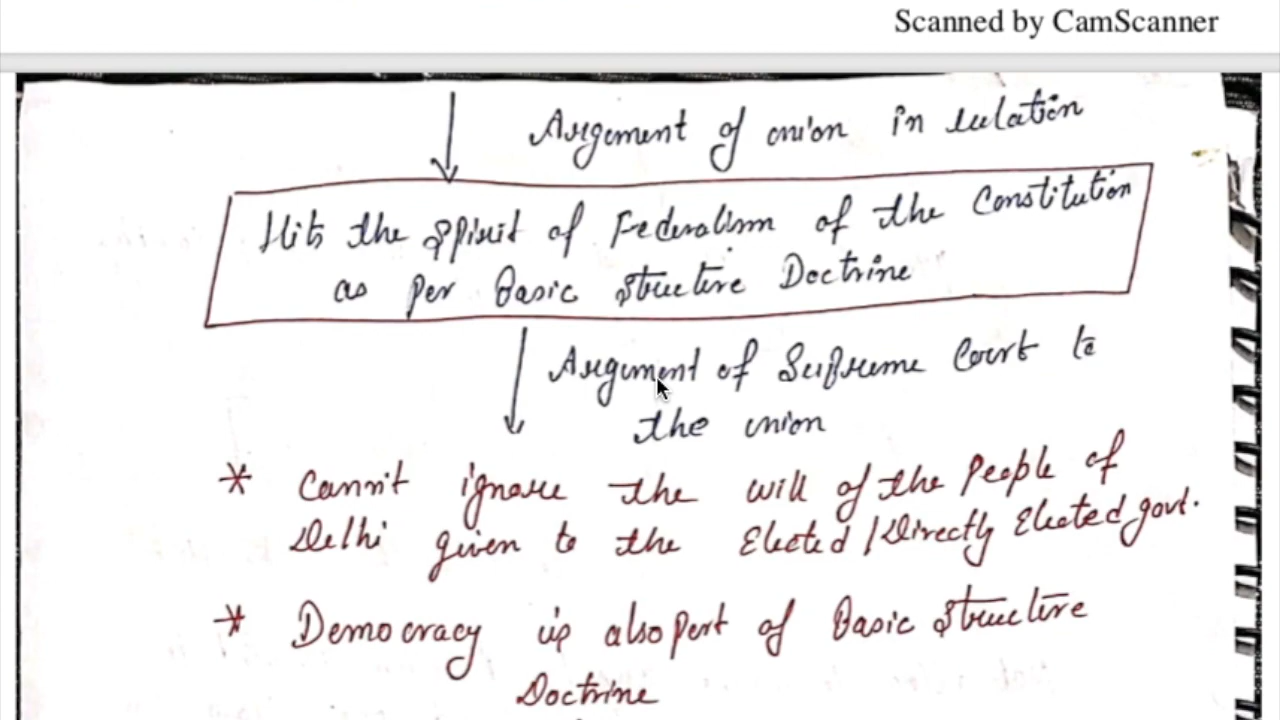 Scanned by CamScanner
Argument of union in relation
Hits the spirit of Federalism of the Constitution
as per Basic Structure Doctrine
Argument of Supreme Court to
the union
* Cannot ignore the will of the People of
Delhi given to the Elected/Directly Elected govt.
* Democracy is also Part of Basic Structure
Doctrine